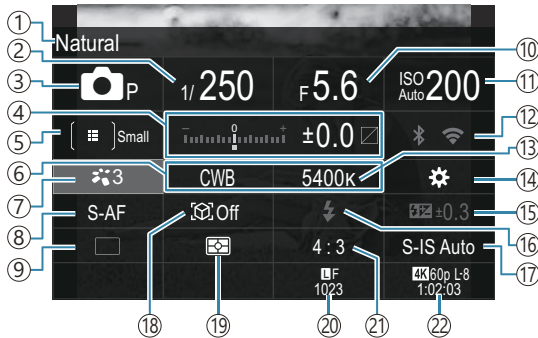 ①
Natural
②
③
P
1/250
F5.6
⑩
ISO Auto 200
⑪
④
- 0 +
±0.0
⑤
Small
⑫
⑥
CWB
5400K
⑬
⑦
3
⑭
⑧
S-AF
Off
±0.3
⑮
⑨
4:3
S-IS Auto
⑯
⑰
LF
1023
4K 60p L-8
1:02:03
⑱
⑲
⑳
㉑
㉒